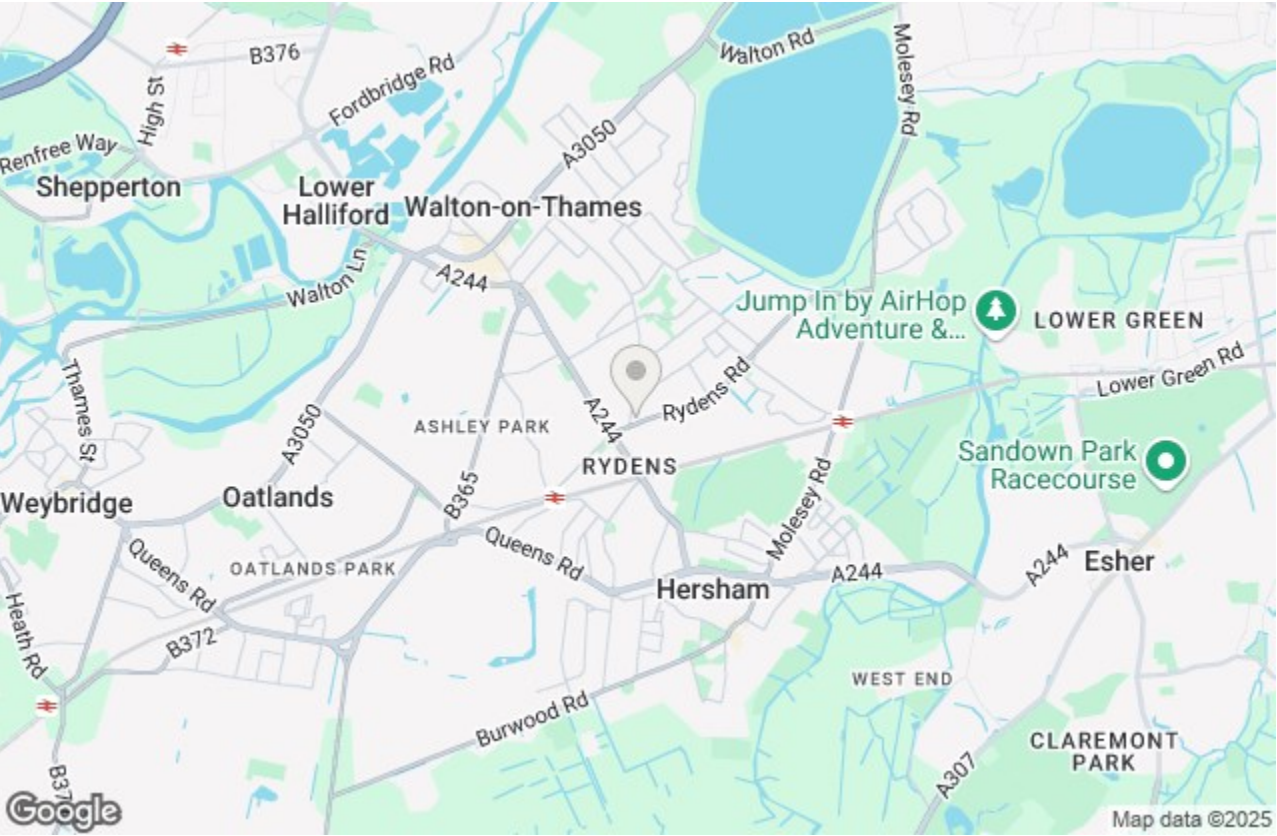 B376
Fordbridge Rd
High St
Renfree Way
Walton Rd
Molesey Rd
A3050
Shepperton
Lower
Halliford
Walton-on-Thames
Walton Ln
A244
Jump In by AirHop
Adventure &...
LOWER GREEN
Lower Green Rd
Thames St
A3050
ASHLEY PARK
A244
Rydens Rd
RYDENS
Sandown Park
Racecourse
Weybridge
Oatlands
B365
Molesey Rd
Queens Rd
Queens Rd
OATLANDS PARK
Hersham
A244
A244
Esher
Heath Rd
B372
WEST END
Burwood Rd
CLAREMONT
PARK
A307
Google
Map data ©2025